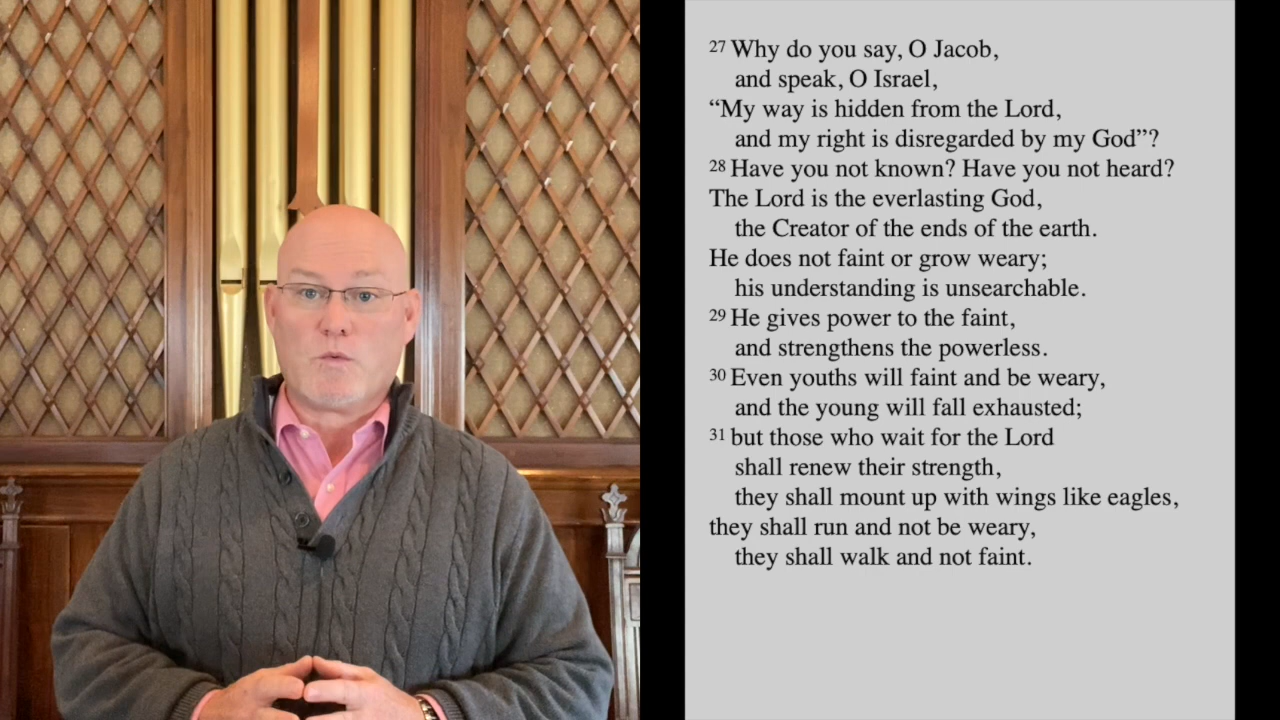 27 Why do you say, O Jacob,
and speak, O Israel,
“My way is hidden from the Lord,
and my right is disregarded by my God”?
28 Have you not known? Have you not heard?
The Lord is the everlasting God,
the Creator of the ends of the earth.
He does not faint or grow weary;
his understanding is unsearchable.
29 He gives power to the faint,
and strengthens the powerless.
30 Even youths will faint and be weary,
and the young will fall exhausted;
31 but those who wait for the Lord
shall renew their strength,
they shall mount up with wings like eagles,
they shall run and not be weary,
they shall walk and not faint.